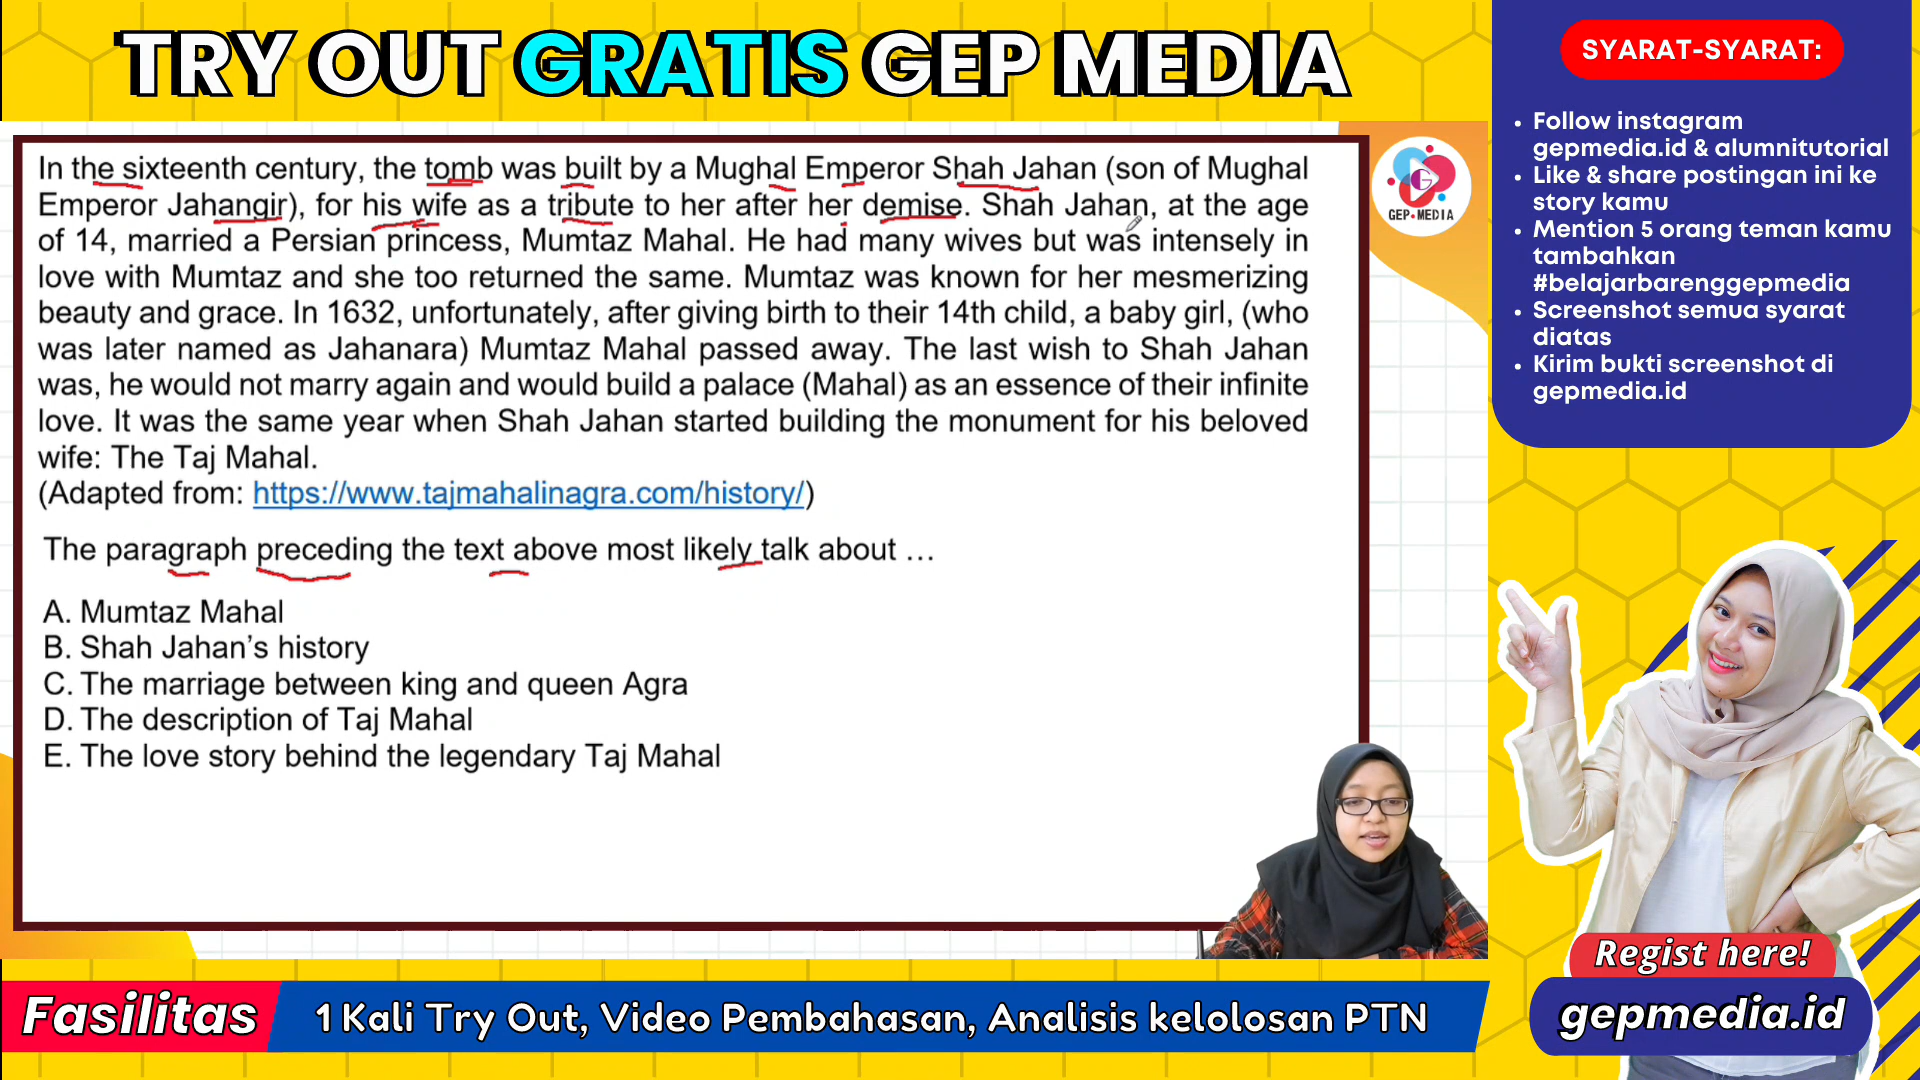 TRY OUT GRATIS GEP MEDIA
In the sixteenth century, the tomb was built by a Mughal Emperor Shah Jahan (son of Mughal
Emperor Jahangir), for his wife as a tribute to her after her demise. Shah Jahan, at the age
of 14, married a Persian princess, Mumtaz Mahal. He had many wives but was intensely in
love with Mumtaz and she too returned the same. Mumtaz was known for her mesmerizing
beauty and grace. In 1632, unfortunately, after giving birth to their 14th child, a baby girl, (who
was later named as Jahanara) Mumtaz Mahal passed away. The last wish to Shah Jahan
was, he would not marry again and would build a palace (Mahal) as an essence of their infinite
love. It was the same year when Shah Jahan started building the monument for his beloved
wife: The Taj Mahal.
(Adapted from: https://www.tajmahalinagra.com/history/)
The paragraph preceding the text above most likely talk about …
A. Mumtaz Mahal
B. Shah Jahan’s history
C. The marriage between king and queen Agra
D. The description of Taj Mahal
E. The love story behind the legendary Taj Mahal
G
GEP•MEDIA
SYARAT-SYARAT:
• Follow instagram
gepmedia.id & alumnitutorial
• Like & share postingan ini ke
story kamu
• Mention 5 orang teman kamu
tambahkan
#belajarbarenggepmedia
• Screenshot semua syarat
diatas
• Kirim bukti screenshot di
gepmedia.id
Regist here!
gepmedia.id
Fasilitas
1 Kali Try Out, Video Pembahasan, Analisis kelolosan PTN